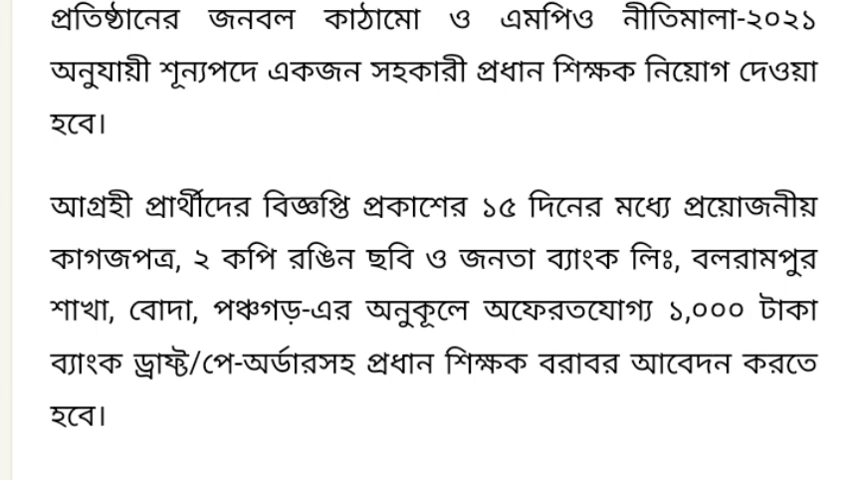 প্রতিষ্ঠানের জনবল কাঠামো ও এমপিও নীতিমালা-২০২১
অনুযায়ী শূন্যপদে একজন সহকারী প্রধান শিক্ষক নিয়োগ দেওয়া
হবে।
আগ্রহী প্রার্থীদের বিজ্ঞপ্তি প্রকাশের ১৫ দিনের মধ্যে প্রয়োজনীয়
কাগজপত্র, ২ কপি রঙিন ছবি ও জনতা ব্যাংক লিঃ, বলরামপুর
শাখা, বোদা, পঞ্চগড়-এর অনুকূলে অফেরতযোগ্য ১,০০০ টাকা
ব্যাংক ড্রাফ্ট/পে-অর্ডারসহ প্রধান শিক্ষক বরাবর আবেদন করতে
হবে।